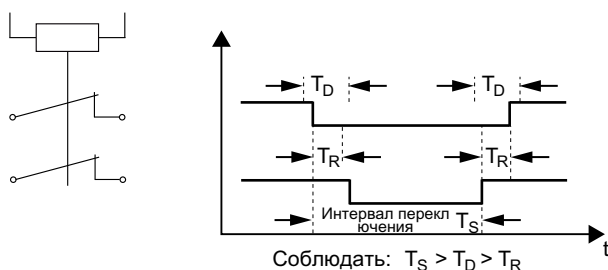 T_D T_D
T_R T_R
Интервал перекл
ючения T_S
t
Соблюдать: T_S > T_D > T_R